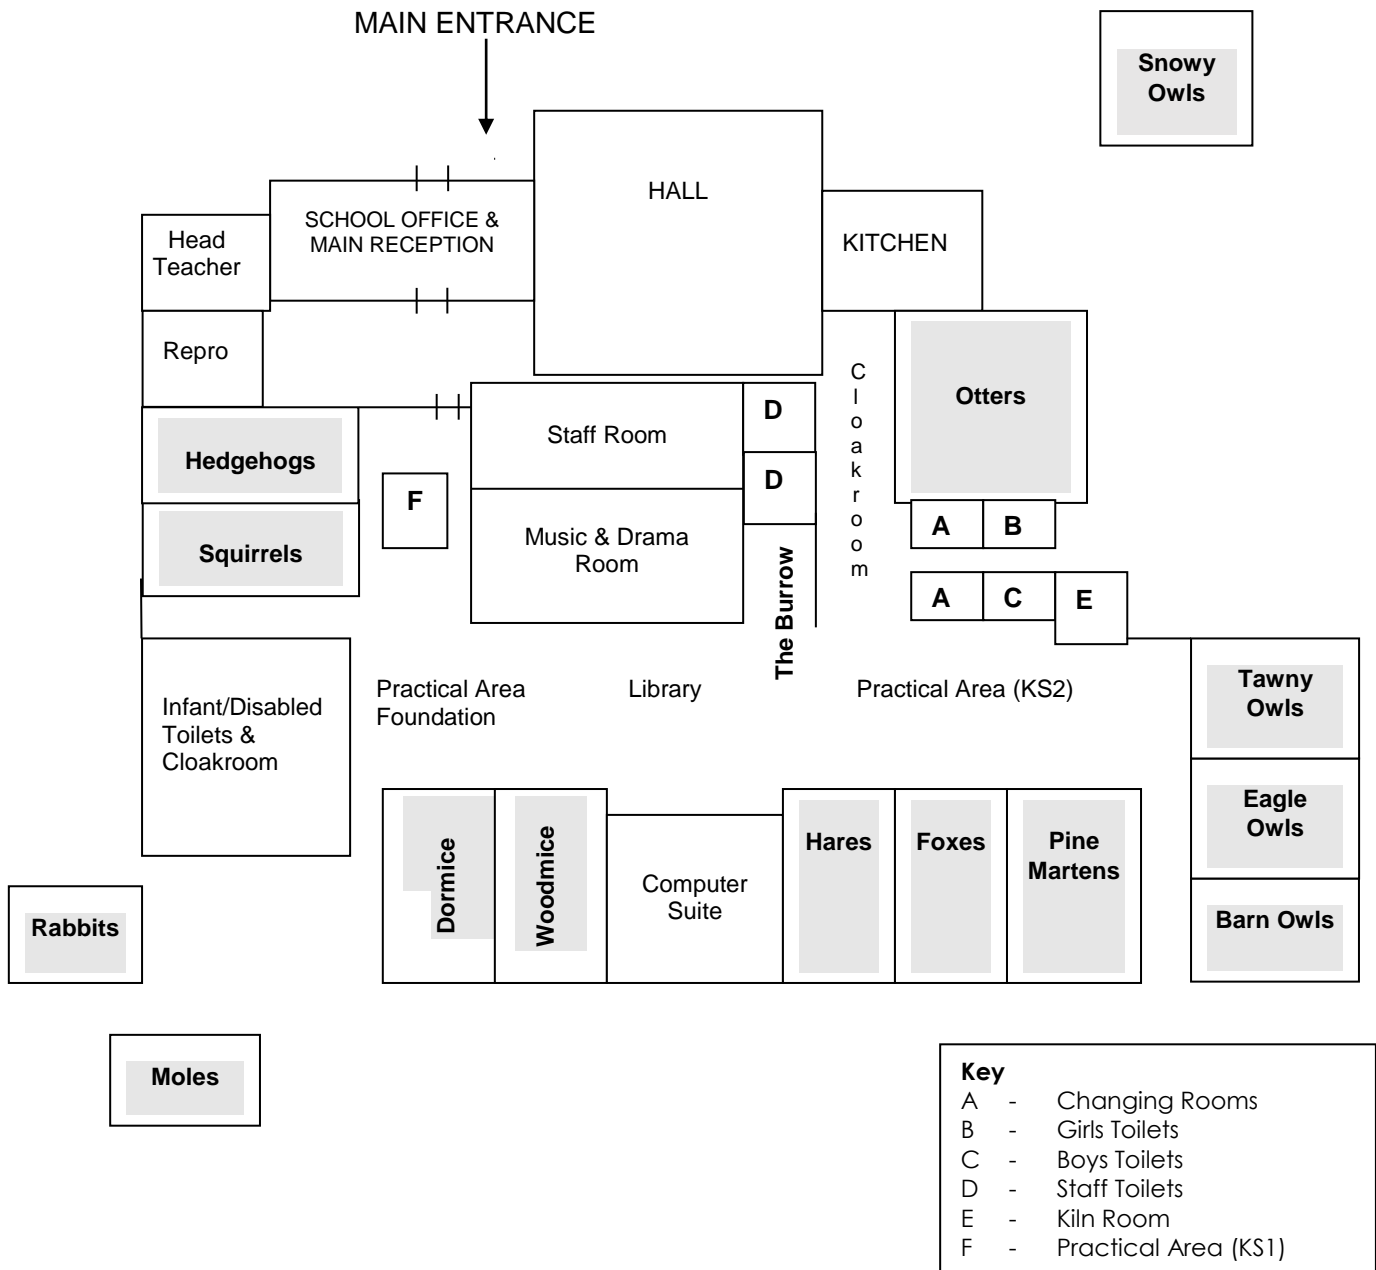 MAIN ENTRANCE
Snowy
Owls
HALL
SCHOOL OFFICE &
MAIN RECEPTION
Head
Teacher
KITCHEN
Repro
Cloakroom
Otters
D
Staff Room
Hedgehogs
D
F
A
B
Music & Drama
Room
Squirrels
The Burrow
A
C
E
Practical Area
Foundation
Library
Practical Area (KS2)
Tawny
Owls
Infant/Disabled
Toilets &
Cloakroom
Eagle
Owls
Dormice
Woodmice
Computer
Suite
Hares
Foxes
Pine
Martens
Rabbits
Barn Owls
Moles
Key
A - Changing Rooms
B - Girls Toilets
C - Boys Toilets
D - Staff Toilets
E - Kiln Room
F - Practical Area (KS1)